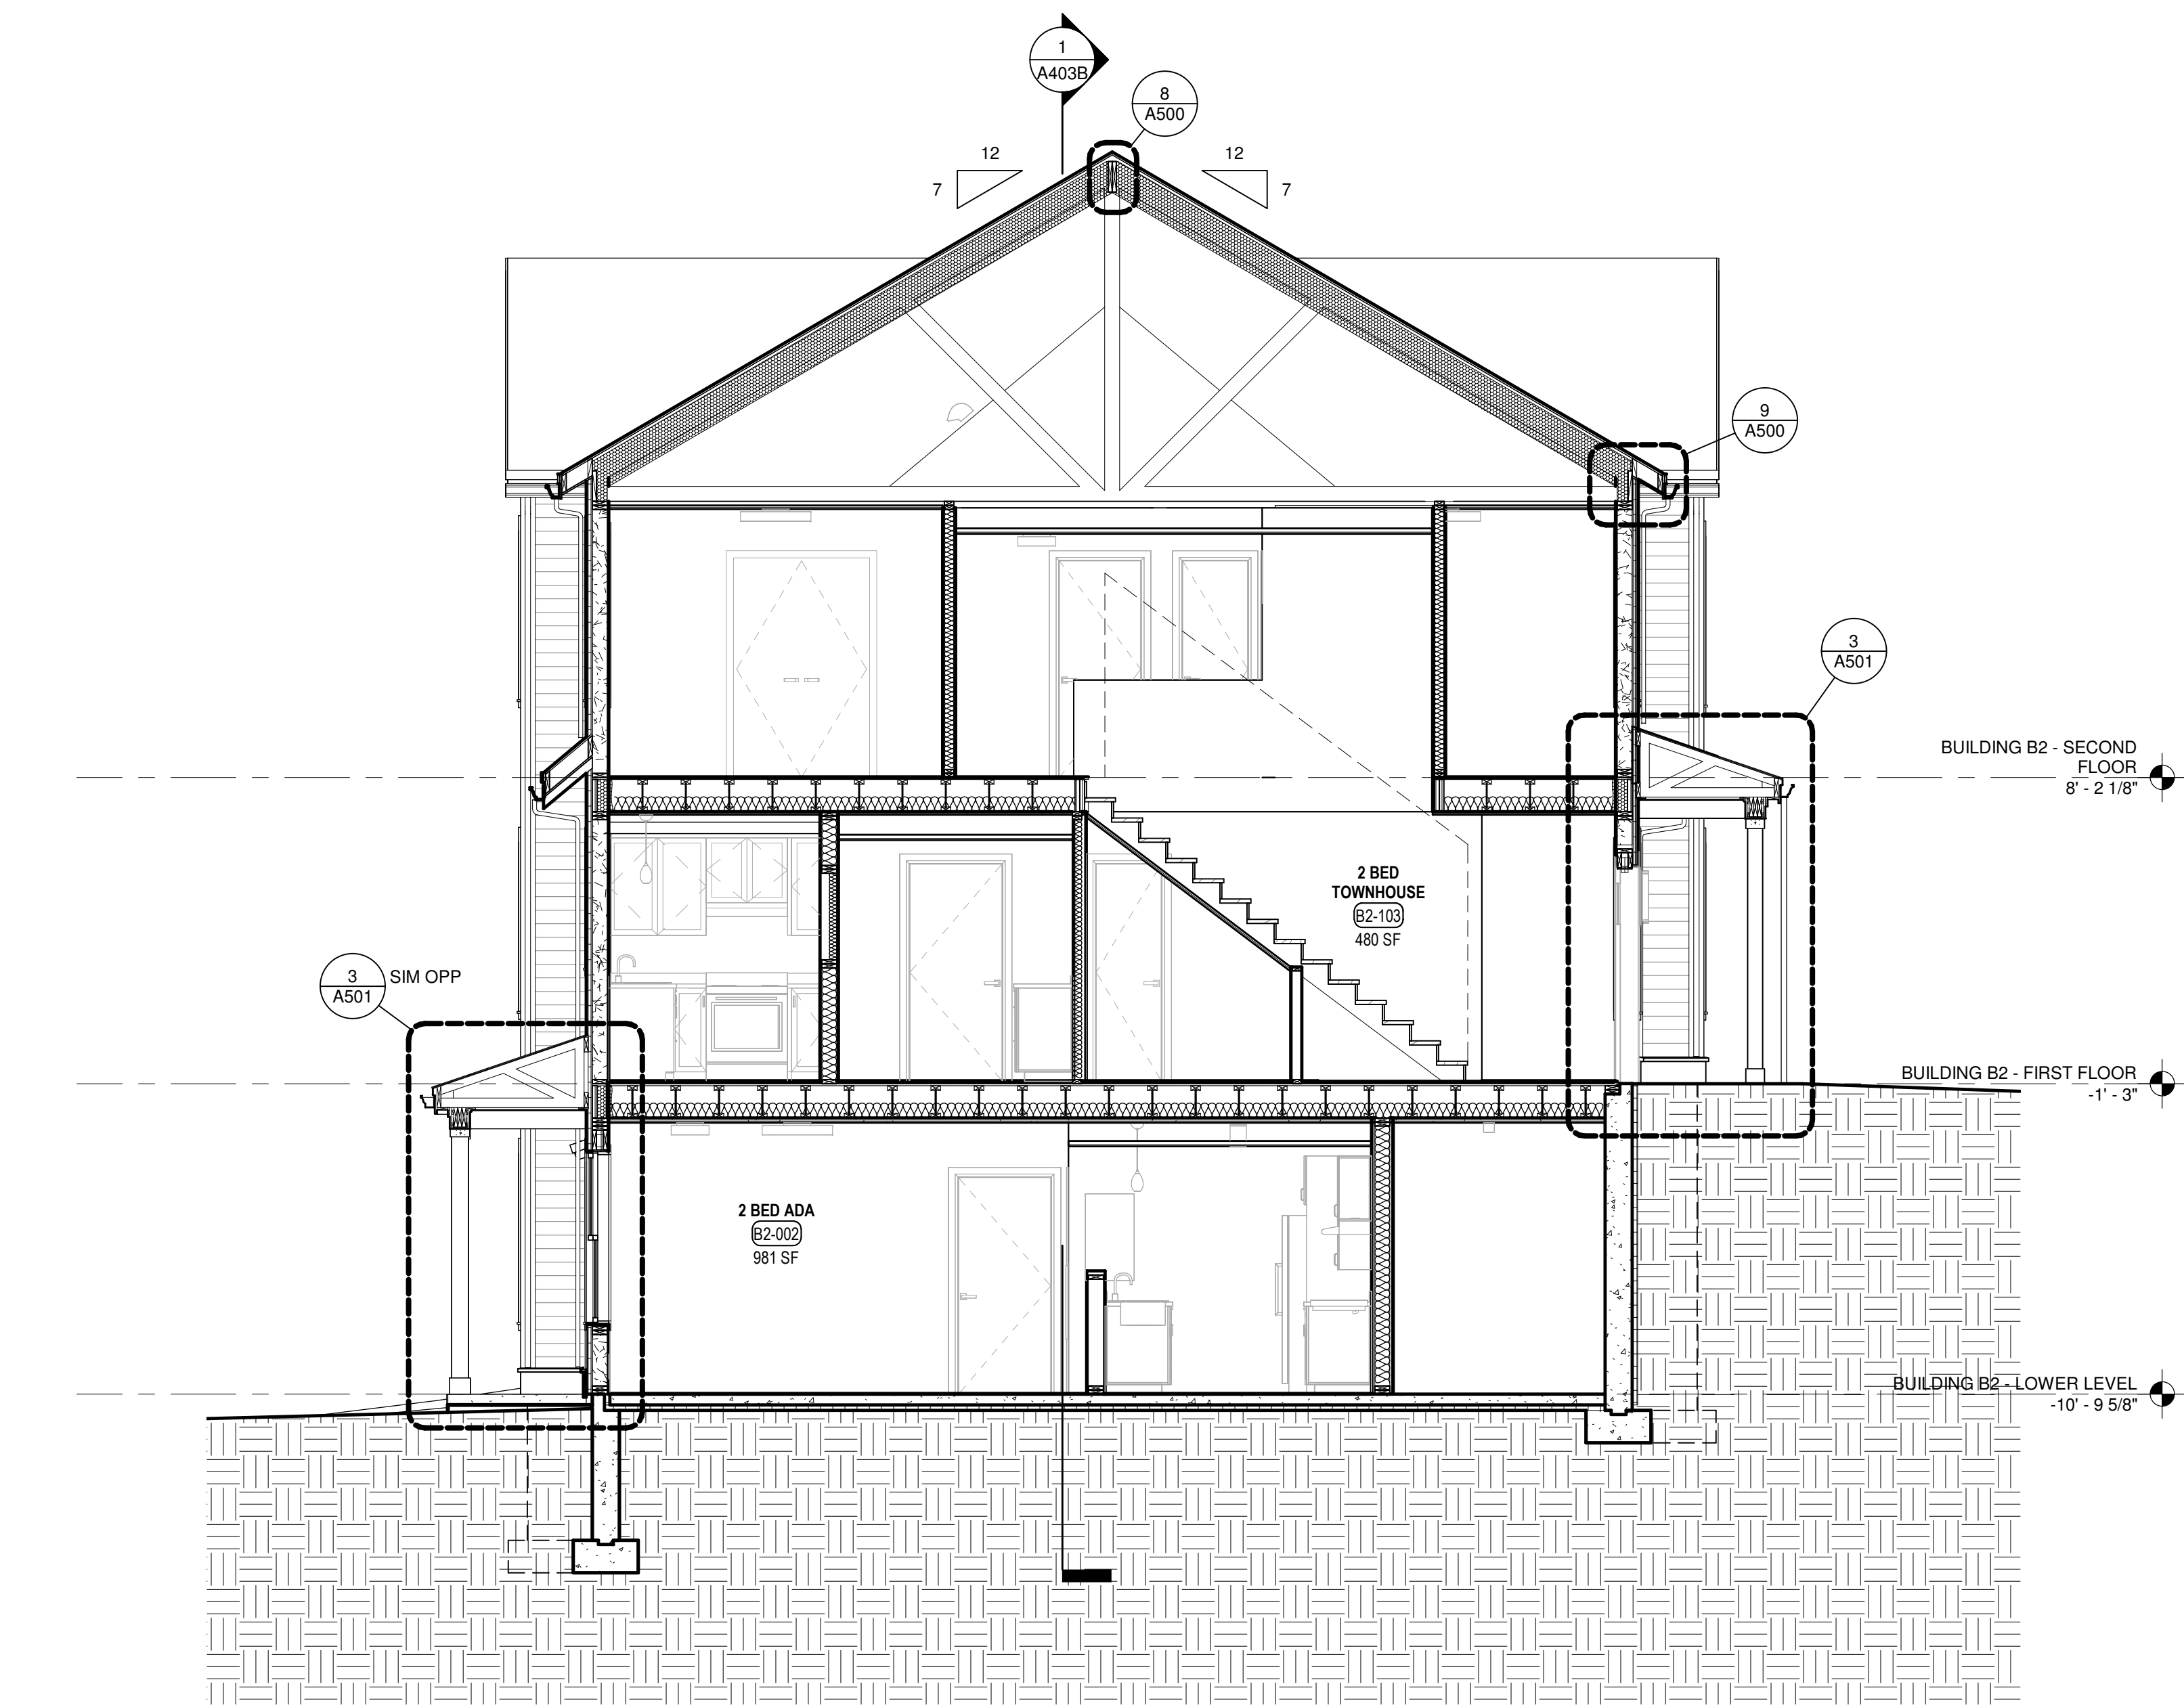 1
A403B
8
A500
12
7
12
7
9
A500
3
A501
BUILDING B2 - SECOND
FLOOR
8' - 2 1/8"
2 BED
TOWNHOUSE
B2-103
480 SF
3
A501
SIM OPP
BUILDING B2 - FIRST FLOOR
-1' - 3"
2 BED ADA
B2-002
981 SF
BUILDING B2 - LOWER LEVEL
-10' - 9 5/8"